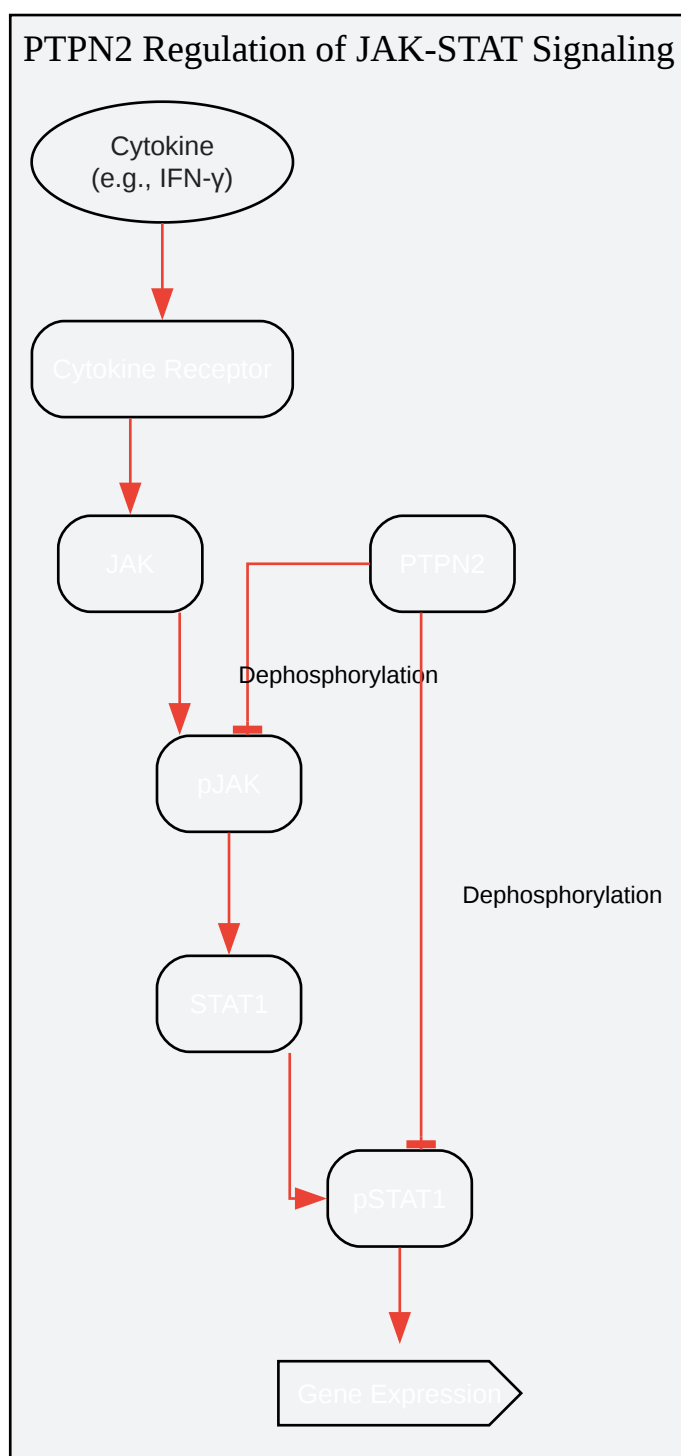 PTPN2 Regulation of JAK-STAT Signaling
Cytokine
(e.g., IFN-γ)
Cytokine Receptor
JAK
PTPN2
Dephosphorylation
pJAK
Dephosphorylation
STAT1
pSTAT1
Gene Expression